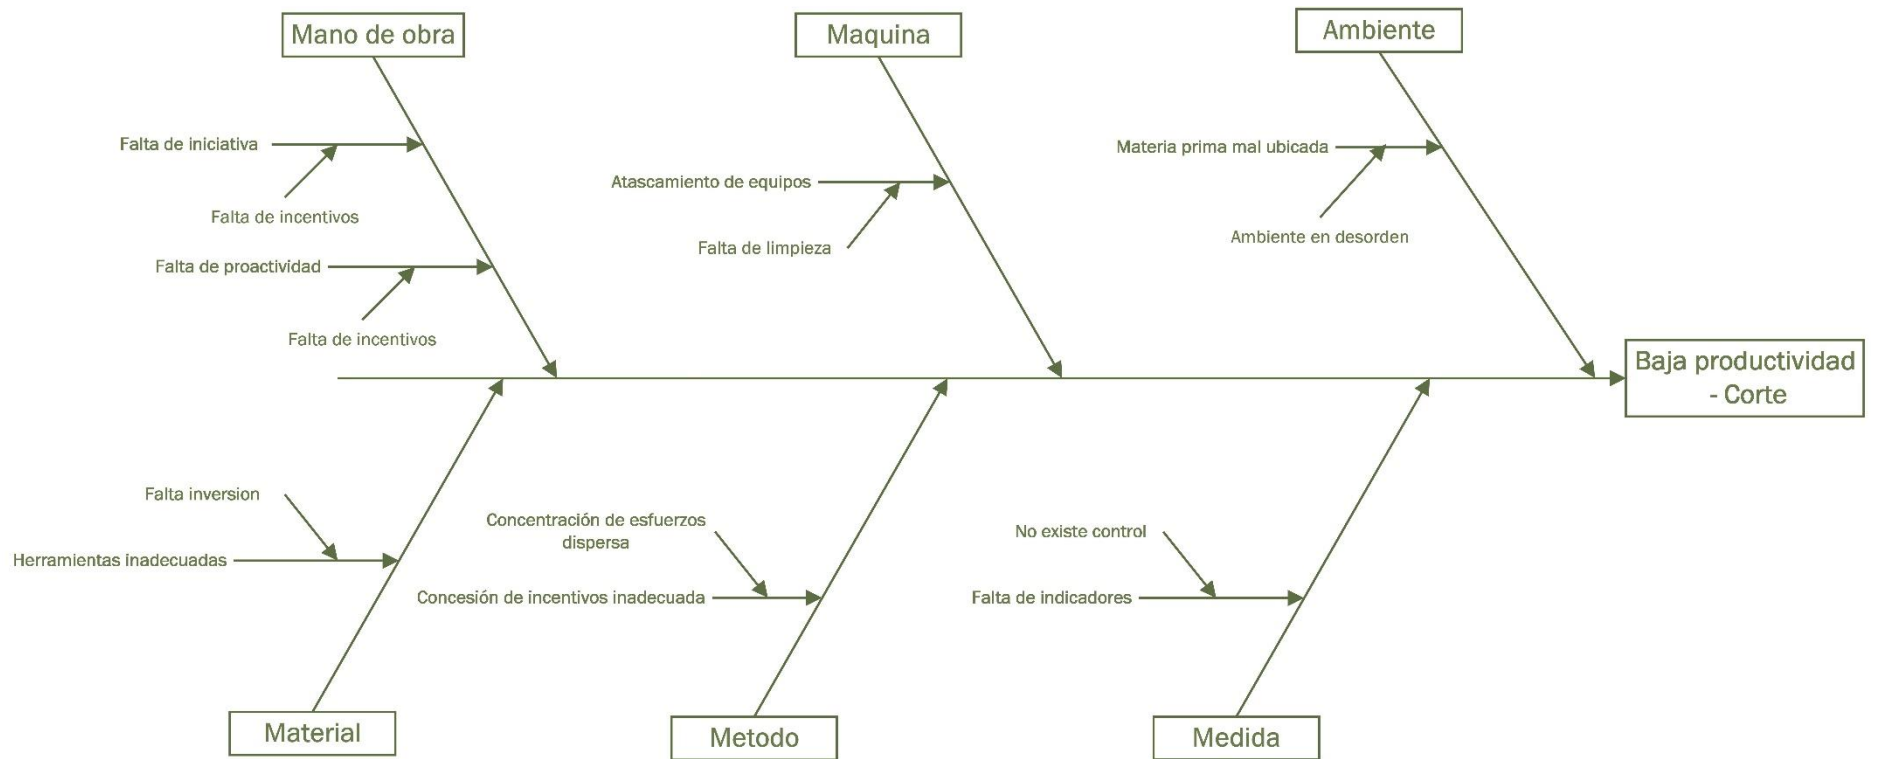 Mano de obra
Maquina
Ambiente
Falta de iniciativa
Falta de incentivos
Falta de proactividad
Falta de incentivos
Atascamiento de equipos
Falta de limpieza
Materia prima mal ubicada
Ambiente en desorden
Baja productividad
- Corte
Falta inversion
Herramientas inadecuadas
Concentración de esfuerzos
dispersa
Concesión de incentivos inadecuada
No existe control
Falta de indicadores
Material
Metodo
Medida